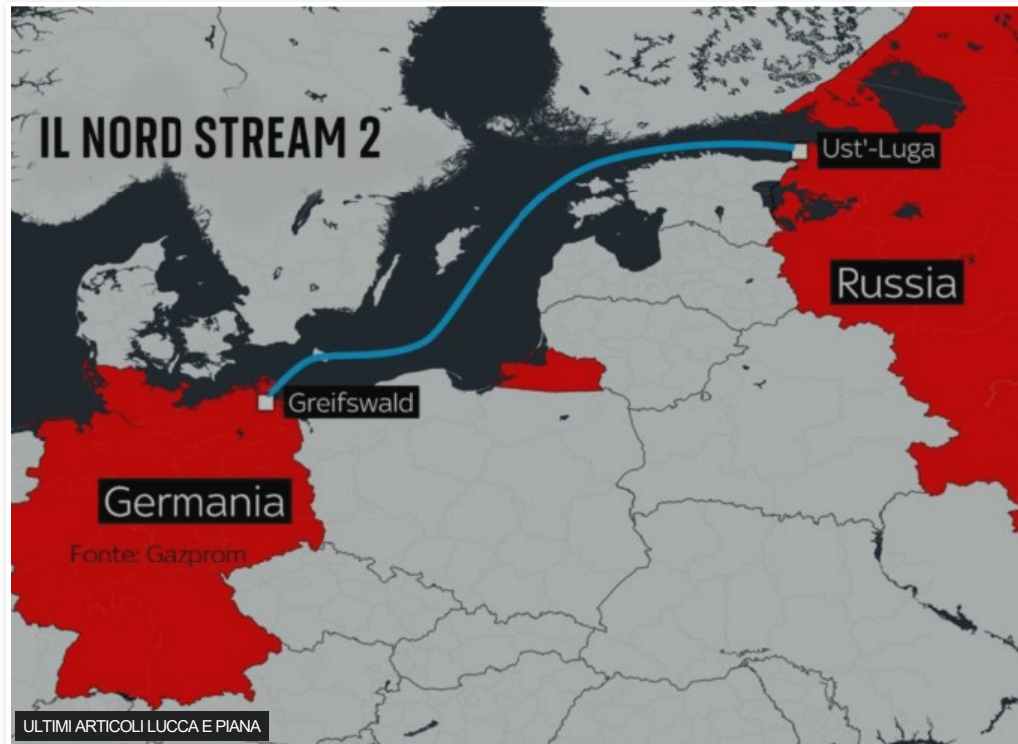 IL NORD STREAM 2
Ust'-Luga
Russia
Greifswald
Germania
Fonte: Gazprom
ULTIMI ARTICOLI LUCCA E PIANA